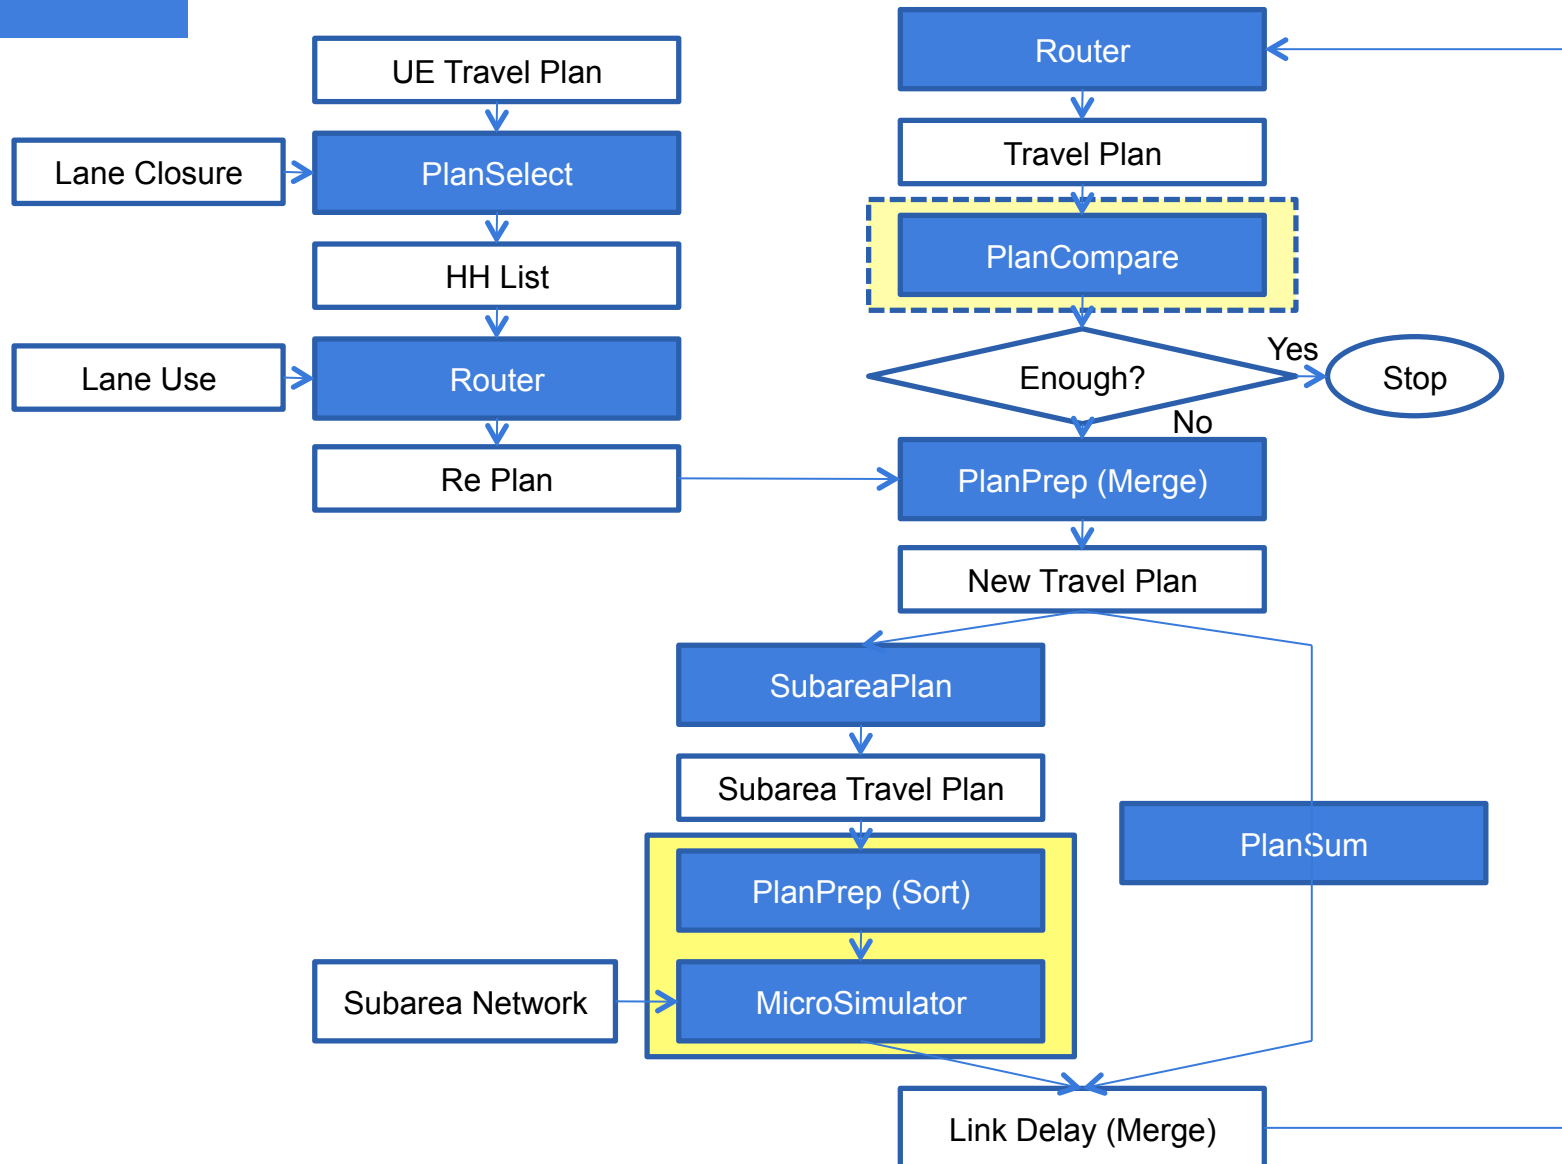 UE Travel Plan
Lane Closure
PlanSelect
HH List
Lane Use
Router
Re Plan
Router
Travel Plan
PlanCompare
Enough?
Yes
Stop
No
PlanPrep (Merge)
New Travel Plan
SubareaPlan
Subarea Travel Plan
PlanSum
PlanPrep (Sort)
Subarea Network
MicroSimulator
Link Delay (Merge)